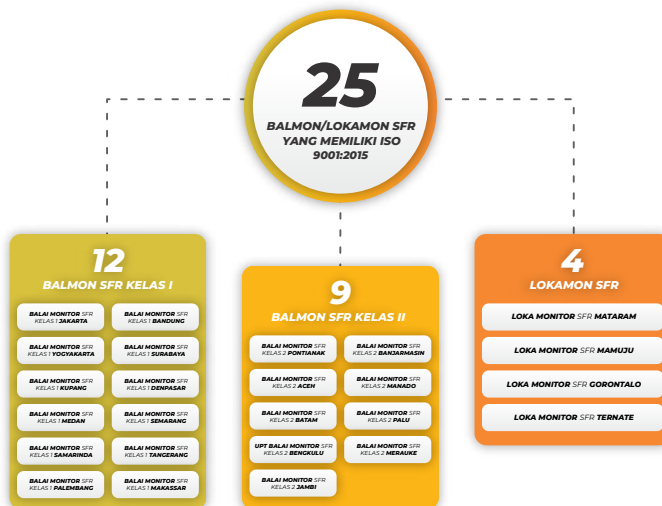 25
BALMON/LOKAMON SFR
YANG MEMILIKI ISO
9001:2015
12
BALMON SFR KELAS I
BALAI MONITOR SFR
KELAS 1 JAKARTA
BALAI MONITOR SFR
KELAS 1 BANDUNG
BALAI MONITOR SFR
KELAS 1 YOGYAKARTA
BALAI MONITOR SFR
KELAS 1 SURABAYA
BALAI MONITOR SFR
KELAS 1 KUPANG
BALAI MONITOR SFR
KELAS 1 DENPASAR
BALAI MONITOR SFR
KELAS 1 MEDAN
BALAI MONITOR SFR
KELAS 1 SEMARANG
BALAI MONITOR SFR
KELAS 1 SAMARINDA
BALAI MONITOR SFR
KELAS 1 TANGERANG
BALAI MONITOR SFR
KELAS 1 PALEMBANG
BALAI MONITOR SFR
KELAS 1 MAKASSAR
9
BALMON SFR KELAS II
BALAI MONITOR SFR
KELAS 2 PONTIANAK
BALAI MONITOR SFR
KELAS 2 BANJARMASIN
BALAI MONITOR SFR
KELAS 2 ACEH
BALAI MONITOR SFR
KELAS 2 MANADO
BALAI MONITOR SFR
KELAS 2 BATAM
BALAI MONITOR SFR
KELAS 2 PALU
UPT BALAI MONITOR SFR
KELAS 2 BENGKULU
BALAI MONITOR SFR
KELAS 2 MERAUKE
BALAI MONITOR SFR
KELAS 2 JAMBI
4
LOKAMON SFR
LOKA MONITOR SFR MATARAM
LOKA MONITOR SFR MAMUJU
LOKA MONITOR SFR GORONTALO
LOKA MONITOR SFR TERNATE